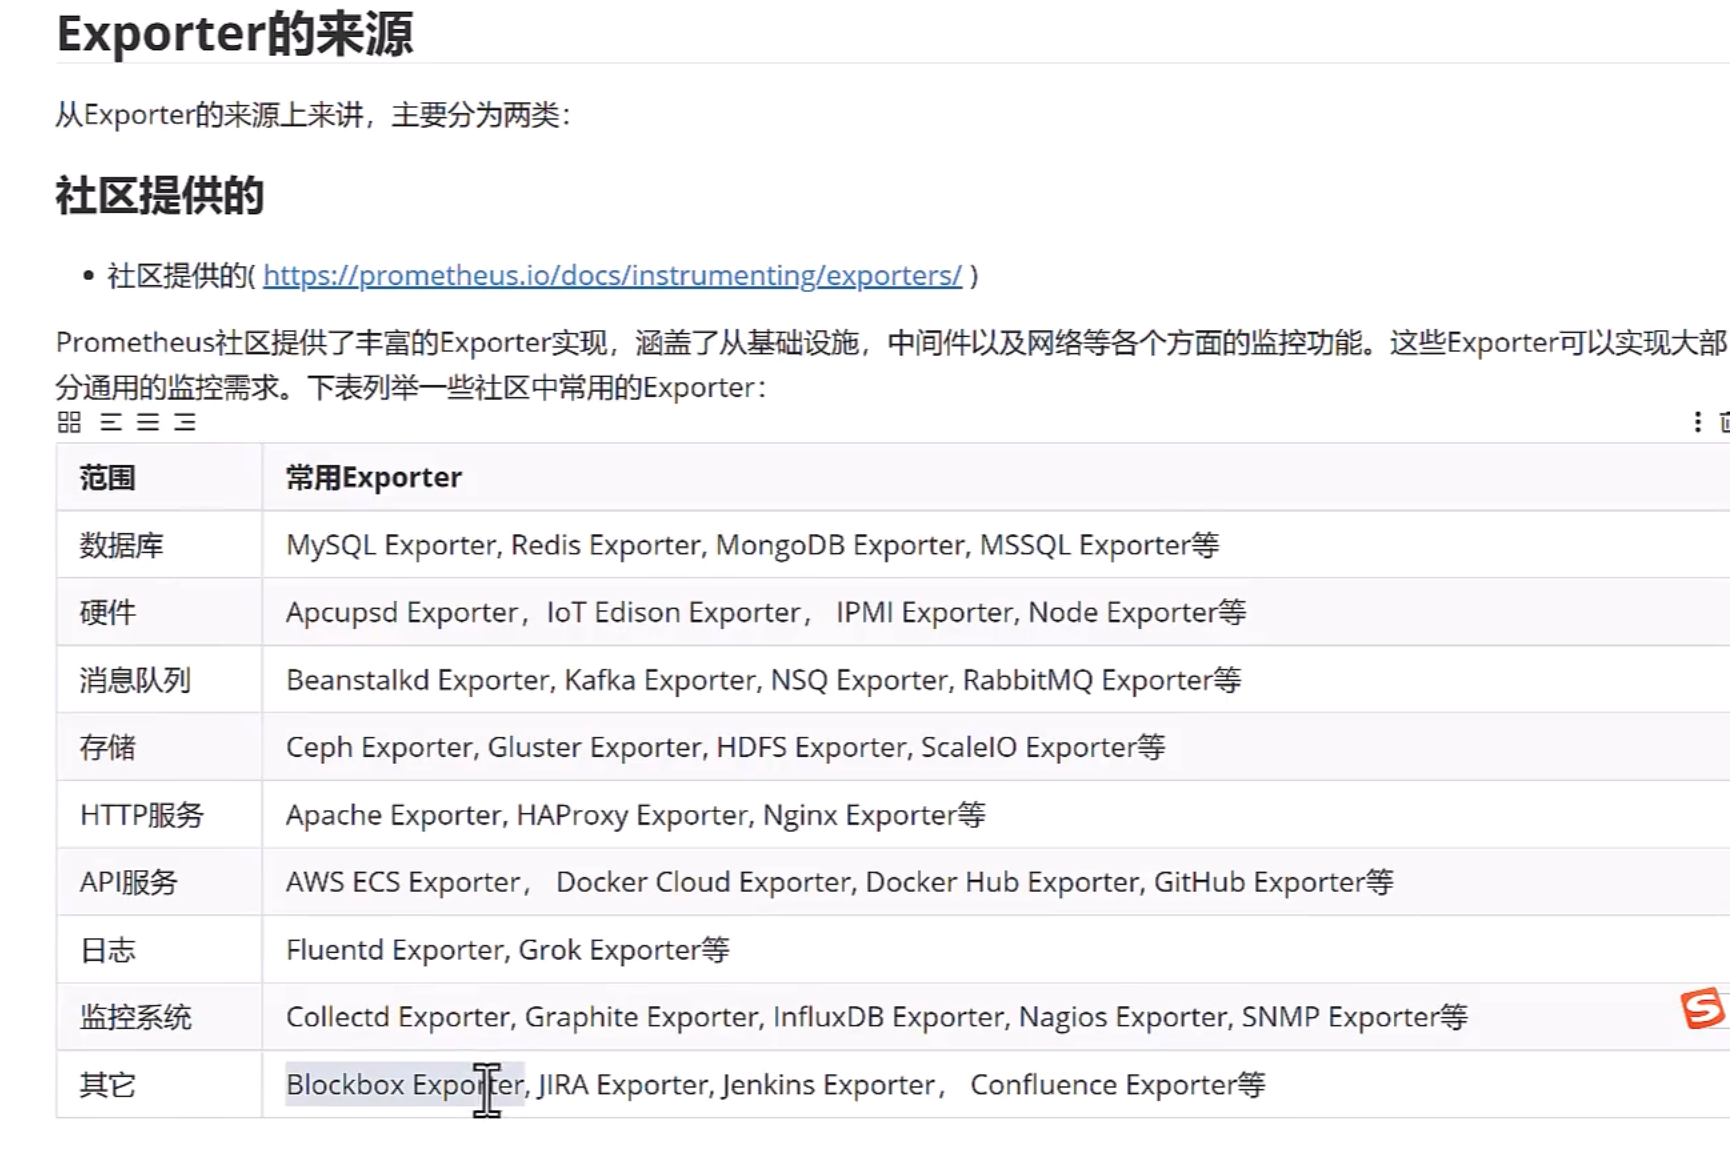 Exporter的来源
从Exporter的来源上来讲，主要分为两类：
社区提供的
• 社区提供的( https://prometheus.io/docs/instrumenting/exporters/ )
Prometheus社区提供了丰富的Exporter实现，涵盖了从基础设施，中间件以及网络等各个方面的监控功能。这些Exporter可以实现大部
分通用的监控需求。下表列举一些社区中常用的Exporter：
范围 常用Exporter
数据库 MySQL Exporter, Redis Exporter, MongoDB Exporter, MSSQL Exporter等
硬件 Apcupsd Exporter，IoT Edison Exporter， IPMI Exporter, Node Exporter等
消息队列 Beanstalkd Exporter, Kafka Exporter, NSQ Exporter, RabbitMQ Exporter等
存储 Ceph Exporter, Gluster Exporter, HDFS Exporter, ScaleIO Exporter等
HTTP服务 Apache Exporter, HAProxy Exporter, Nginx Exporter等
API服务 AWS ECS Exporter， Docker Cloud Exporter, Docker Hub Exporter, GitHub Exporter等
日志 Fluentd Exporter, Grok Exporter等
监控系统 Collectd Exporter, Graphite Exporter, InfluxDB Exporter, Nagios Exporter, SNMP Exporter等
其它 Blockbox Exporter, JIRA Exporter, Jenkins Exporter， Confluence Exporter等